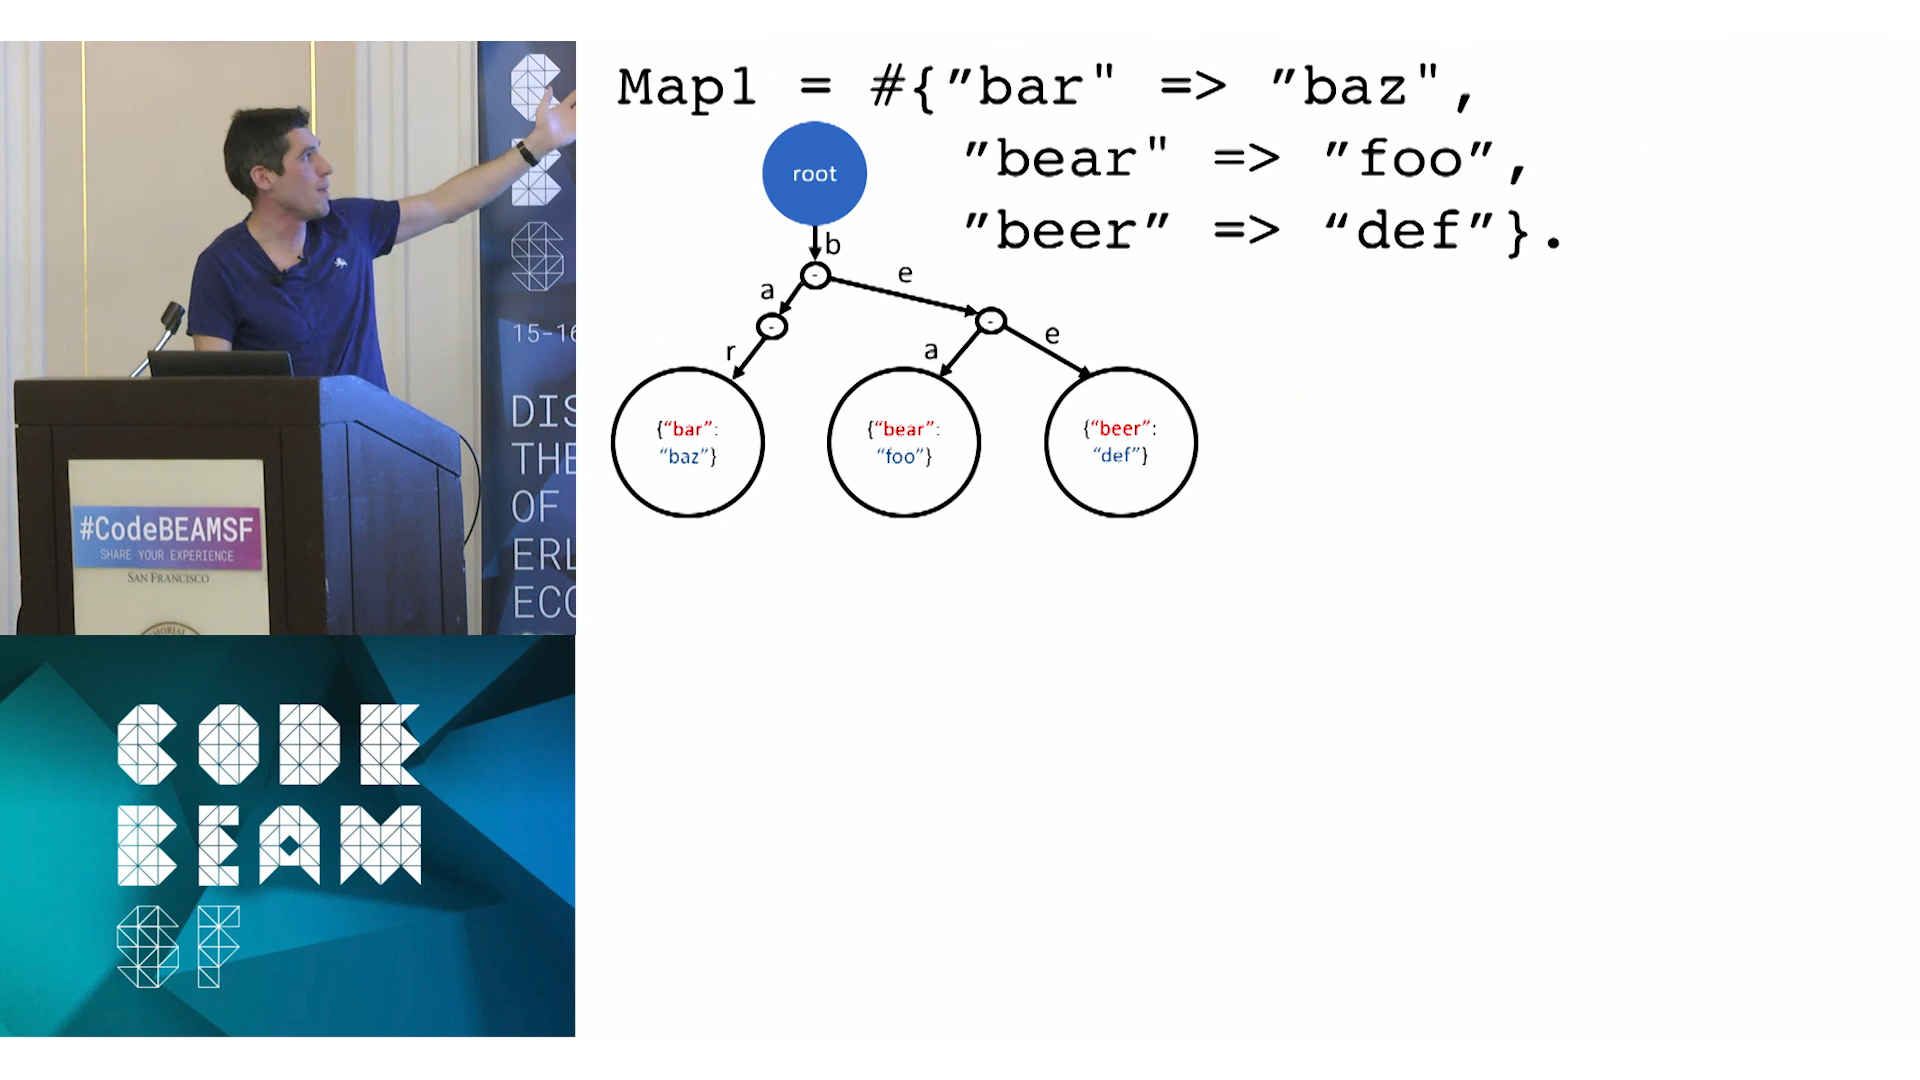 Map1 = #{”bar" => ”baz",
”bear" => ”foo”,
”beer” => “def”}.
root
b
a
e
r
a
e
{“bar”:
“baz”}
{“bear”:
“foo”}
{“beer”:
“def”}
15-16
DIS
THE
OF
ERL
ECO
#CodeBEAMSF
SHARE YOUR EXPERIENCE
SAN FRANCISCO
CODE
BEAM
SF